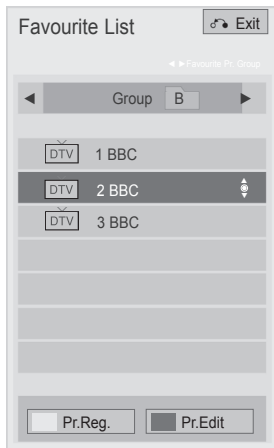 Favourite List
Exit
◀ ▶ Favourite Pr. Group
◀ Group B ▶
DTV 1 BBC
DTV 2 BBC
DTV 3 BBC
Pr.Reg. Pr.Edit